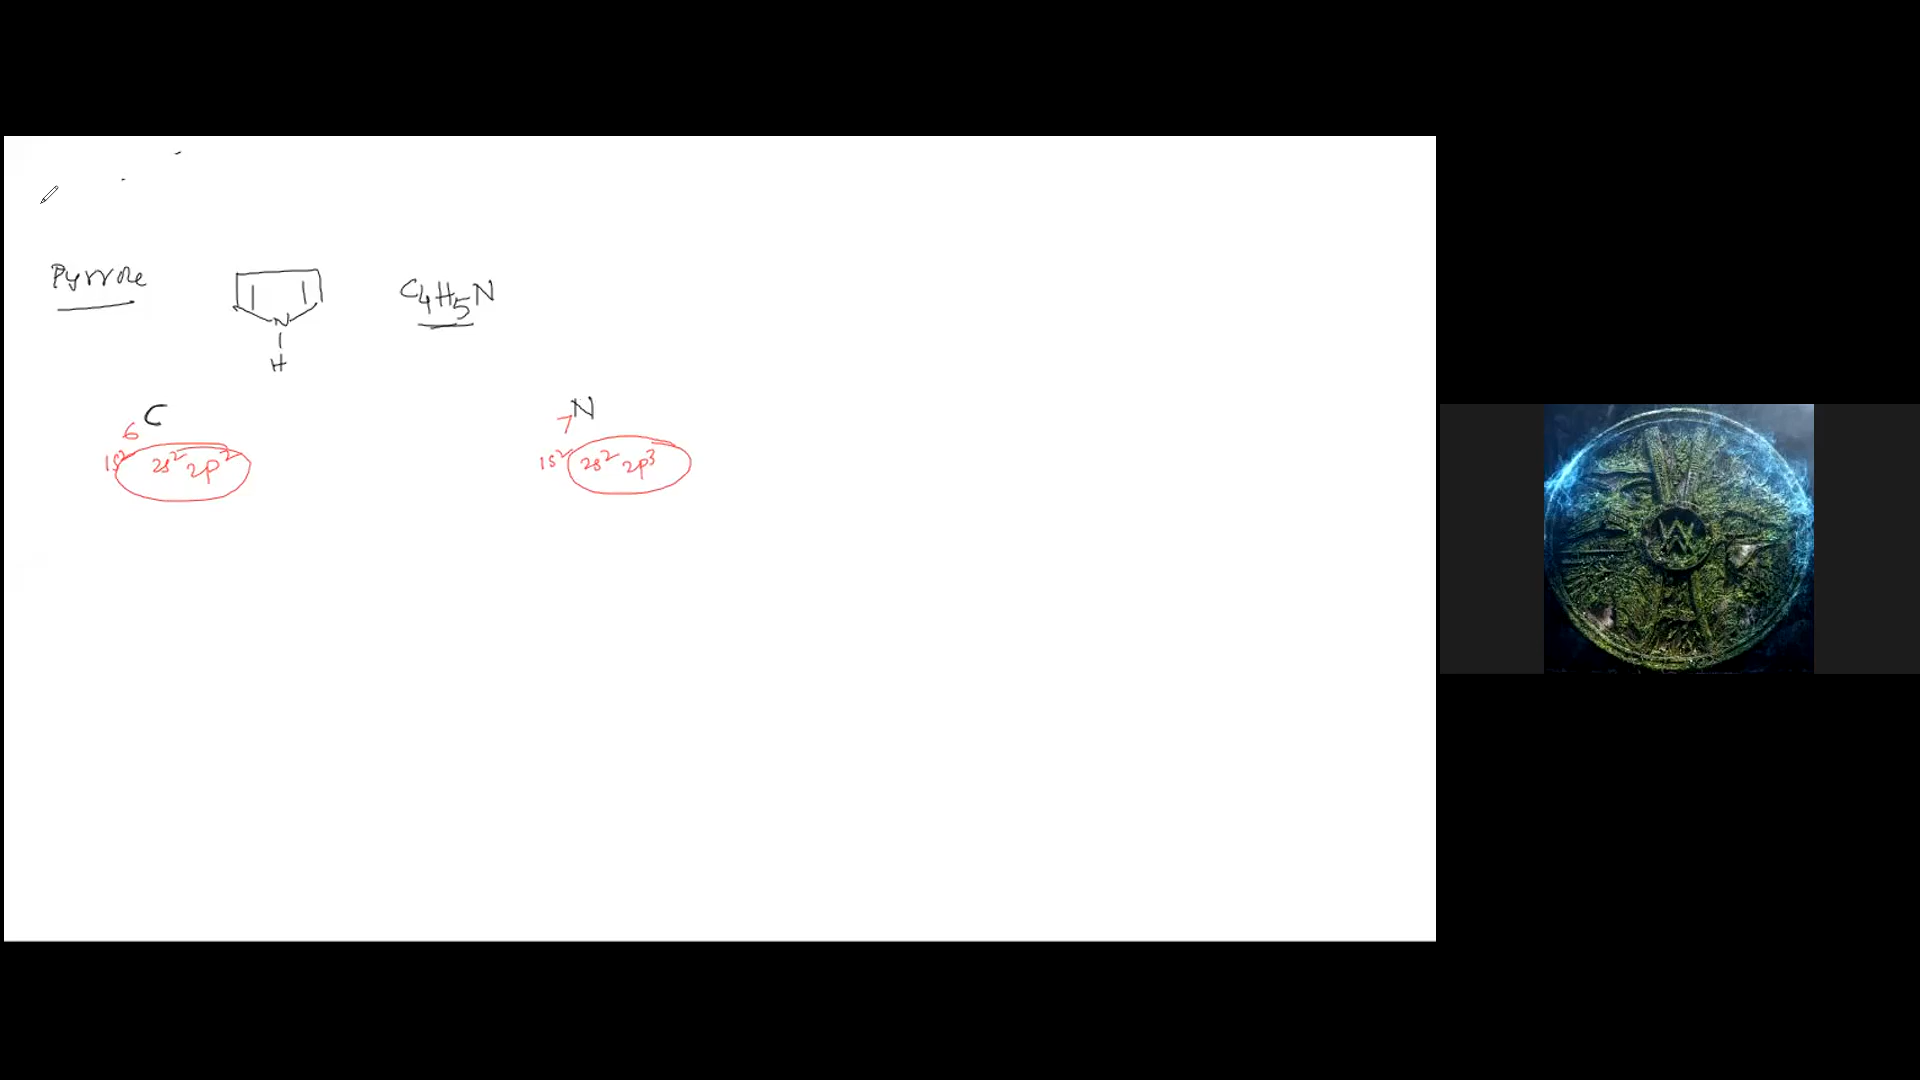 Pyrrole
N
H
C4H5N
6C
1s² 2s² 2p²
7N
1s² 2s² 2p³